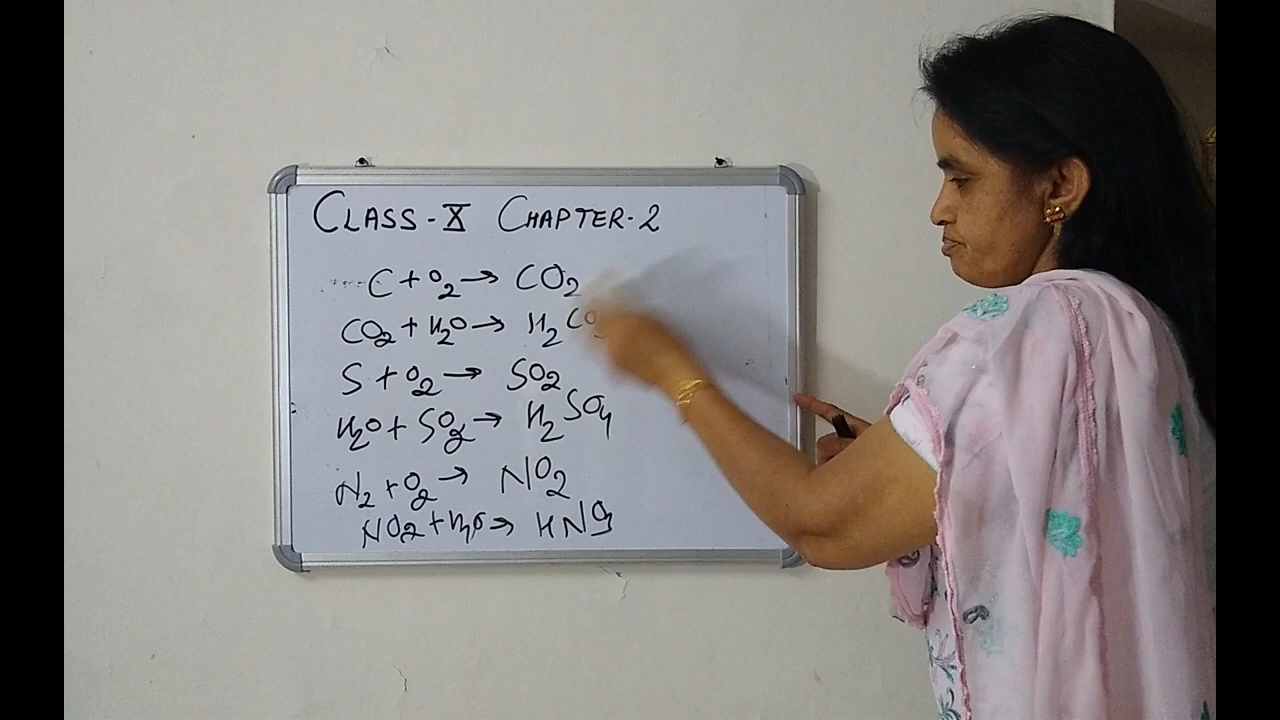 CLASS-X CHAPTER-2
C + O2 → CO2
CO2 + H2O → H2CO
S + O2 → SO2
H2O + SO2 → H2SO4
N2 + O2 → NO2
NO2 + H2O → HNO3